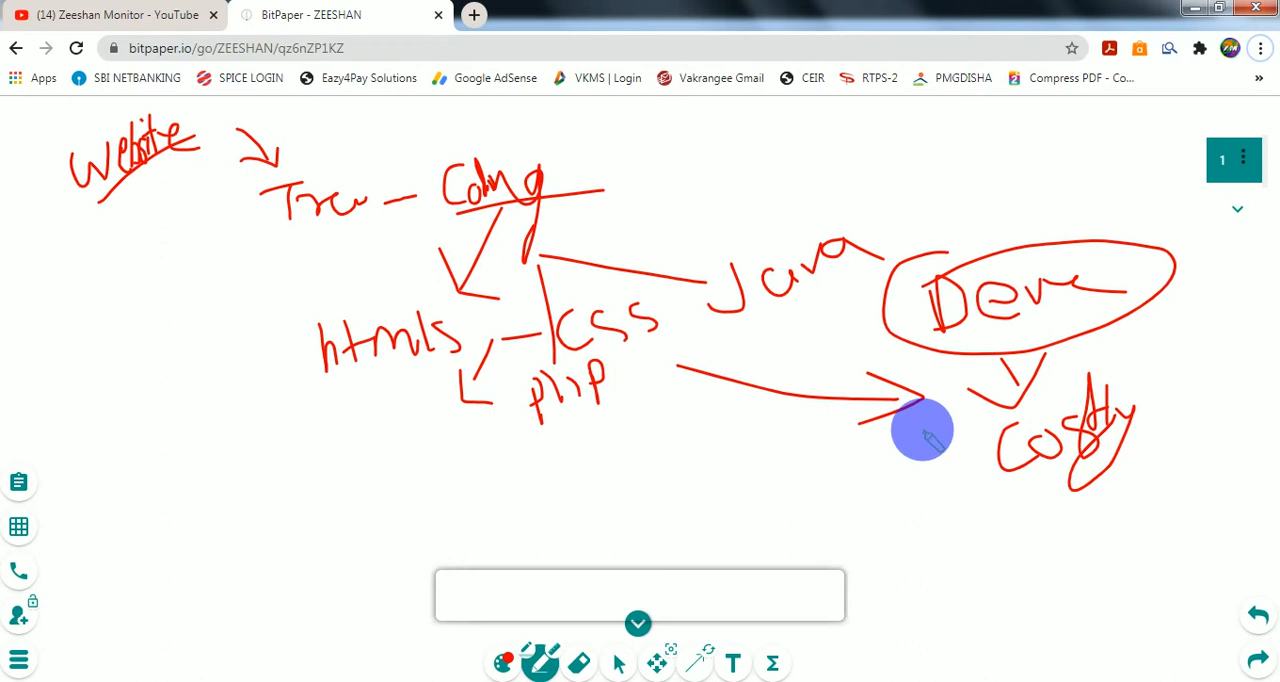 (14) Zeeshan Monitor - YouTube
BitPaper - ZEESHAN
bitpaper.io/go/ZEESHAN/qz6nZP1KZ
Apps SBI NETBANKING SPICE LOGIN Eazy4Pay Solutions Google AdSense VKMS | Login Vakrangee Gmail CEIR RTPS-2 PMGDISHA Compress PDF - Co... »
Website
1
Coding
Java
html5 CSS
PHP
Costly
T Σ